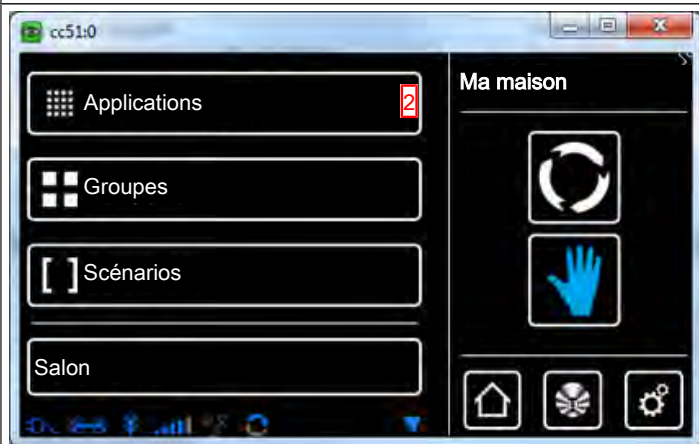 cc51:0
Applications
2
Groupes
[ ] Scénarios
Salon
Ma maison